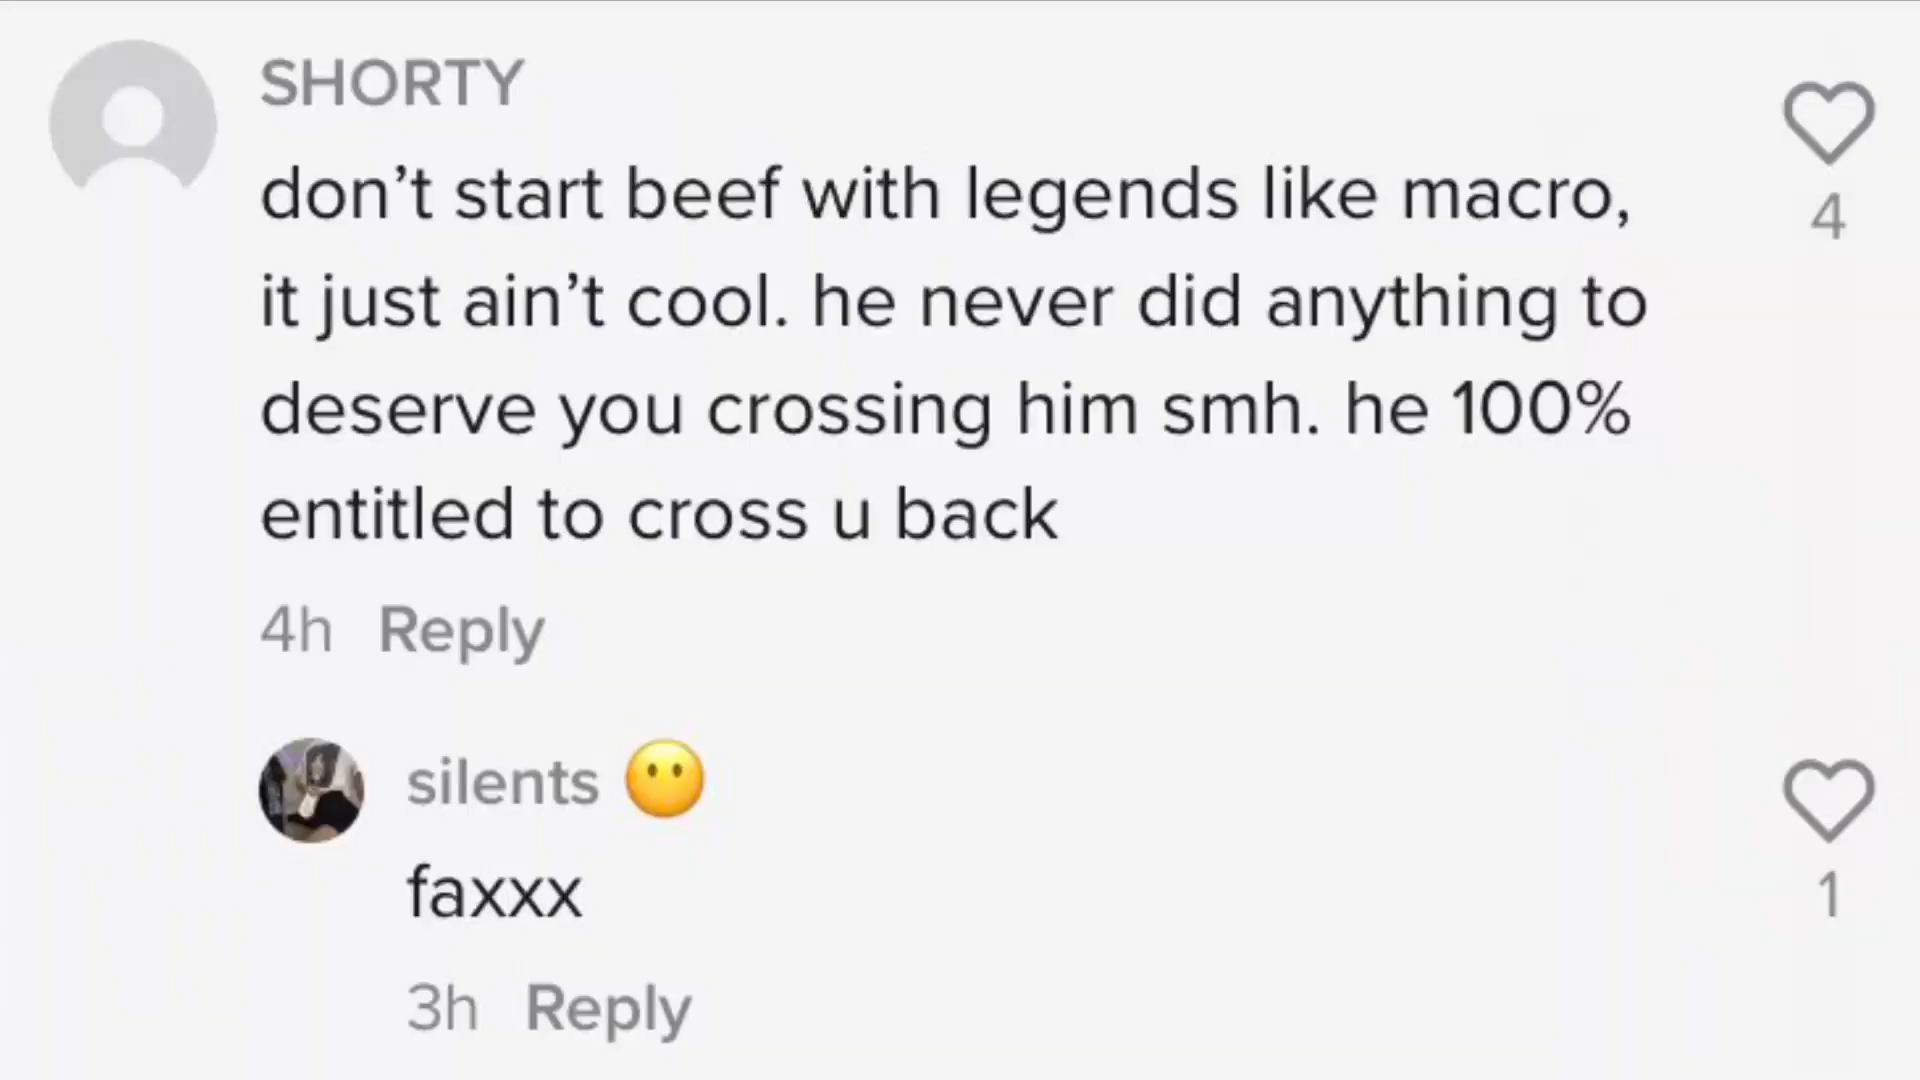 SHORTY
don’t start beef with legends like macro,
it just ain’t cool. he never did anything to
deserve you crossing him smh. he 100%
entitled to cross u back
4
4h Reply
silents 😶
faxxx
1
3h Reply